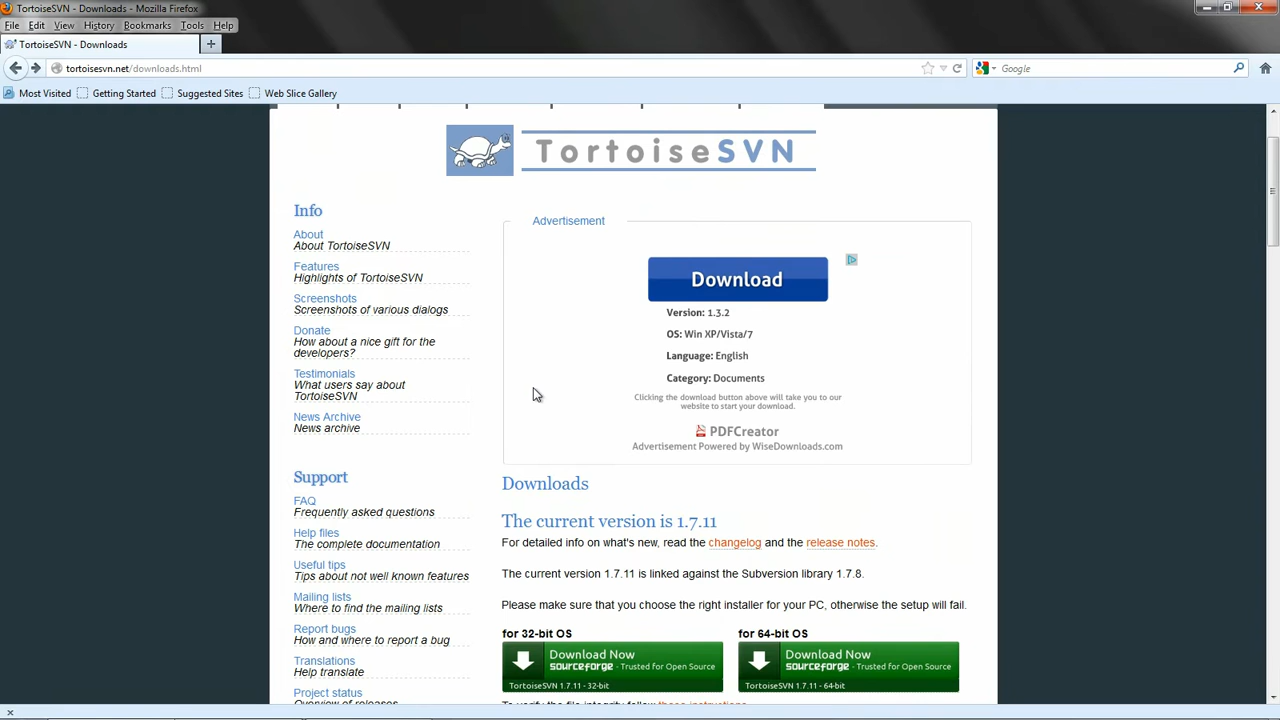 TortoiseSVN - Downloads - Mozilla Firefox
File Edit View History Bookmarks Tools Help
TortoiseSVN - Downloads
tortoisesvn.net/downloads.html
Google
Most Visited Getting Started Suggested Sites Web Slice Gallery
TortoiseSVN
Info
About
About TortoiseSVN
Features
Highlights of TortoiseSVN
Screenshots
Screenshots of various dialogs
Donate
How about a nice gift for the
developers?
Testimonials
What users say about
TortoiseSVN
News Archive
News archive
Support
FAQ
Frequently asked questions
Help files
The complete documentation
Useful tips
Tips about not well known features
Mailing lists
Where to find the mailing lists
Report bugs
How and where to report a bug
Translations
Help translate
Project status
Overview of releases
Advertisement
Download
Version: 1.3.2
OS: Win XP/Vista/7
Language: English
Category: Documents
Clicking the download button above will take you to our
website to start your download.
PDFCreator
Advertisement Powered by WiseDownloads.com
Downloads
The current version is 1.7.11
For detailed info on what's new, read the changelog and the release notes.
The current version 1.7.11 is linked against the Subversion library 1.7.8.
Please make sure that you choose the right installer for your PC, otherwise the setup will fail.
for 32-bit OS
Download Now
sourceforge - Trusted for Open Source
TortoiseSVN 1.7.11 - 32-bit
for 64-bit OS
Download Now
sourceforge - Trusted for Open Source
TortoiseSVN 1.7.11 - 64-bit
To verify the file integrity follow these instructions.